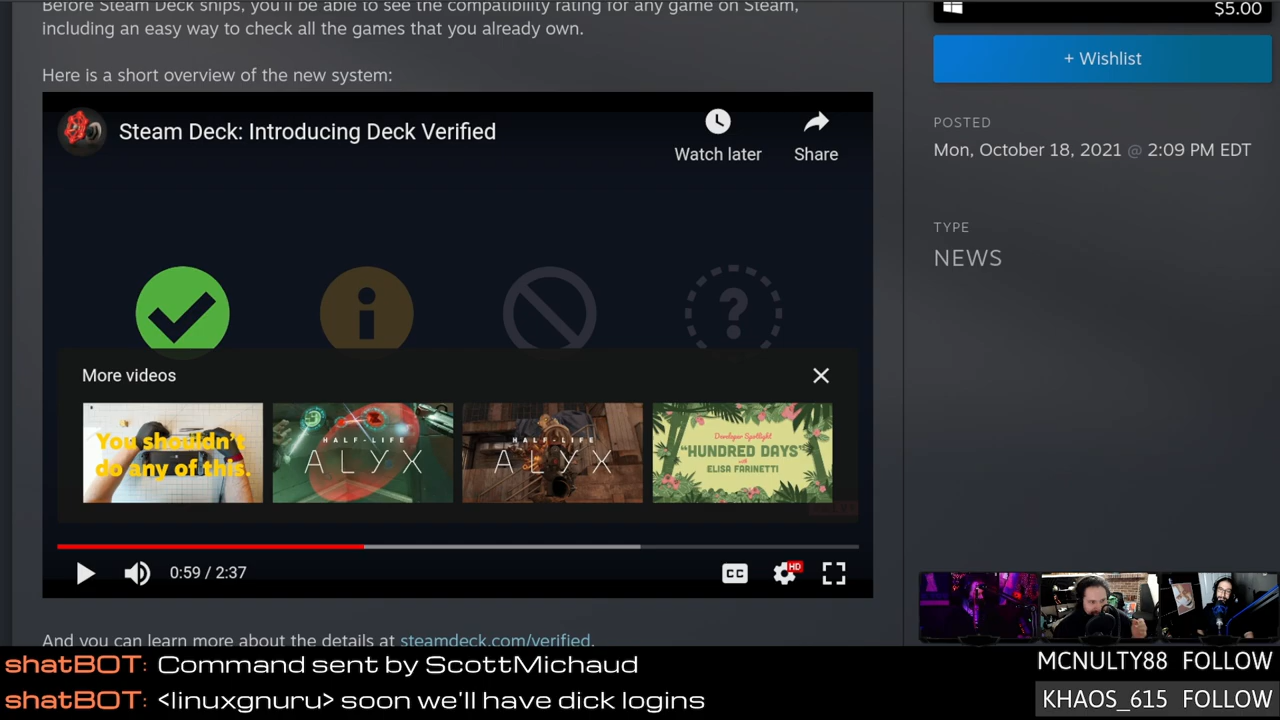 Before Steam Deck ships, you'll be able to see the compatibility rating for any game on Steam,
including an easy way to check all the games that you already own.
Here is a short overview of the new system:
Steam Deck: Introducing Deck Verified
Watch later
Share
More videos
You shouldn't
do any of this.
HALF-LIFE
ALYX
HALF-LIFE
ALYX
Developer Spotlight
"HUNDRED DAYS"
with
ELISA FARINETTI
0:59 / 2:37
CC
HD
And you can learn more about the details at steamdeck.com/verified.
$5.00
+ Wishlist
POSTED
Mon, October 18, 2021 @ 2:09 PM EDT
TYPE
NEWS
shatBOT: Command sent by ScottMichaud
shatBOT: <linuxgnuru> soon we'll have dick logins
MCNULTY88 FOLLOW
KHAOS_615 FOLLOW